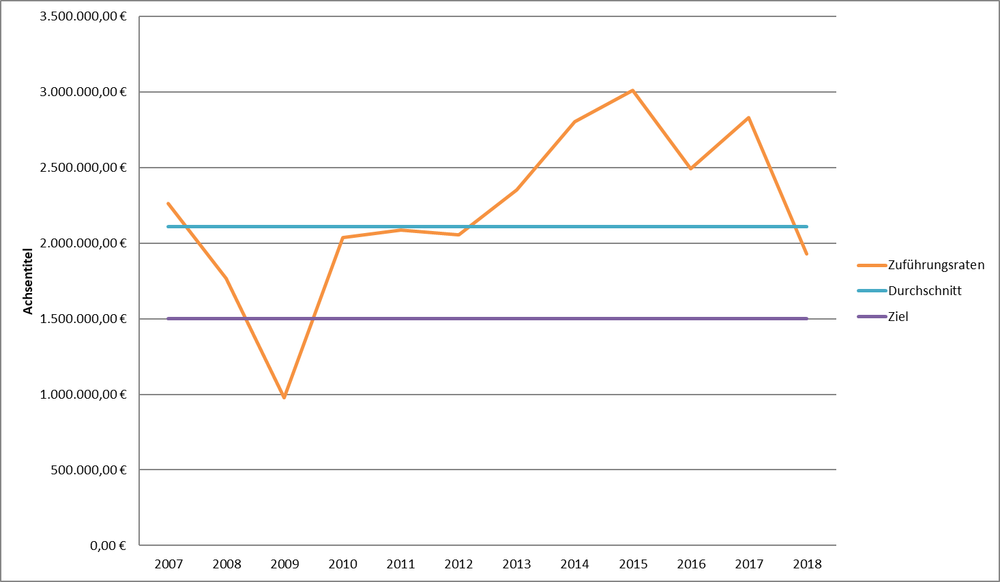 3.500.000,00 €
3.000.000,00 €
2.500.000,00 €
2.000.000,00 €
1.500.000,00 €
1.000.000,00 €
500.000,00 €
0,00 €
Achsentitel
2007 2008 2009 2010 2011 2012 2013 2014 2015 2016 2017 2018
Zuführungsraten
Durchschnitt
Ziel